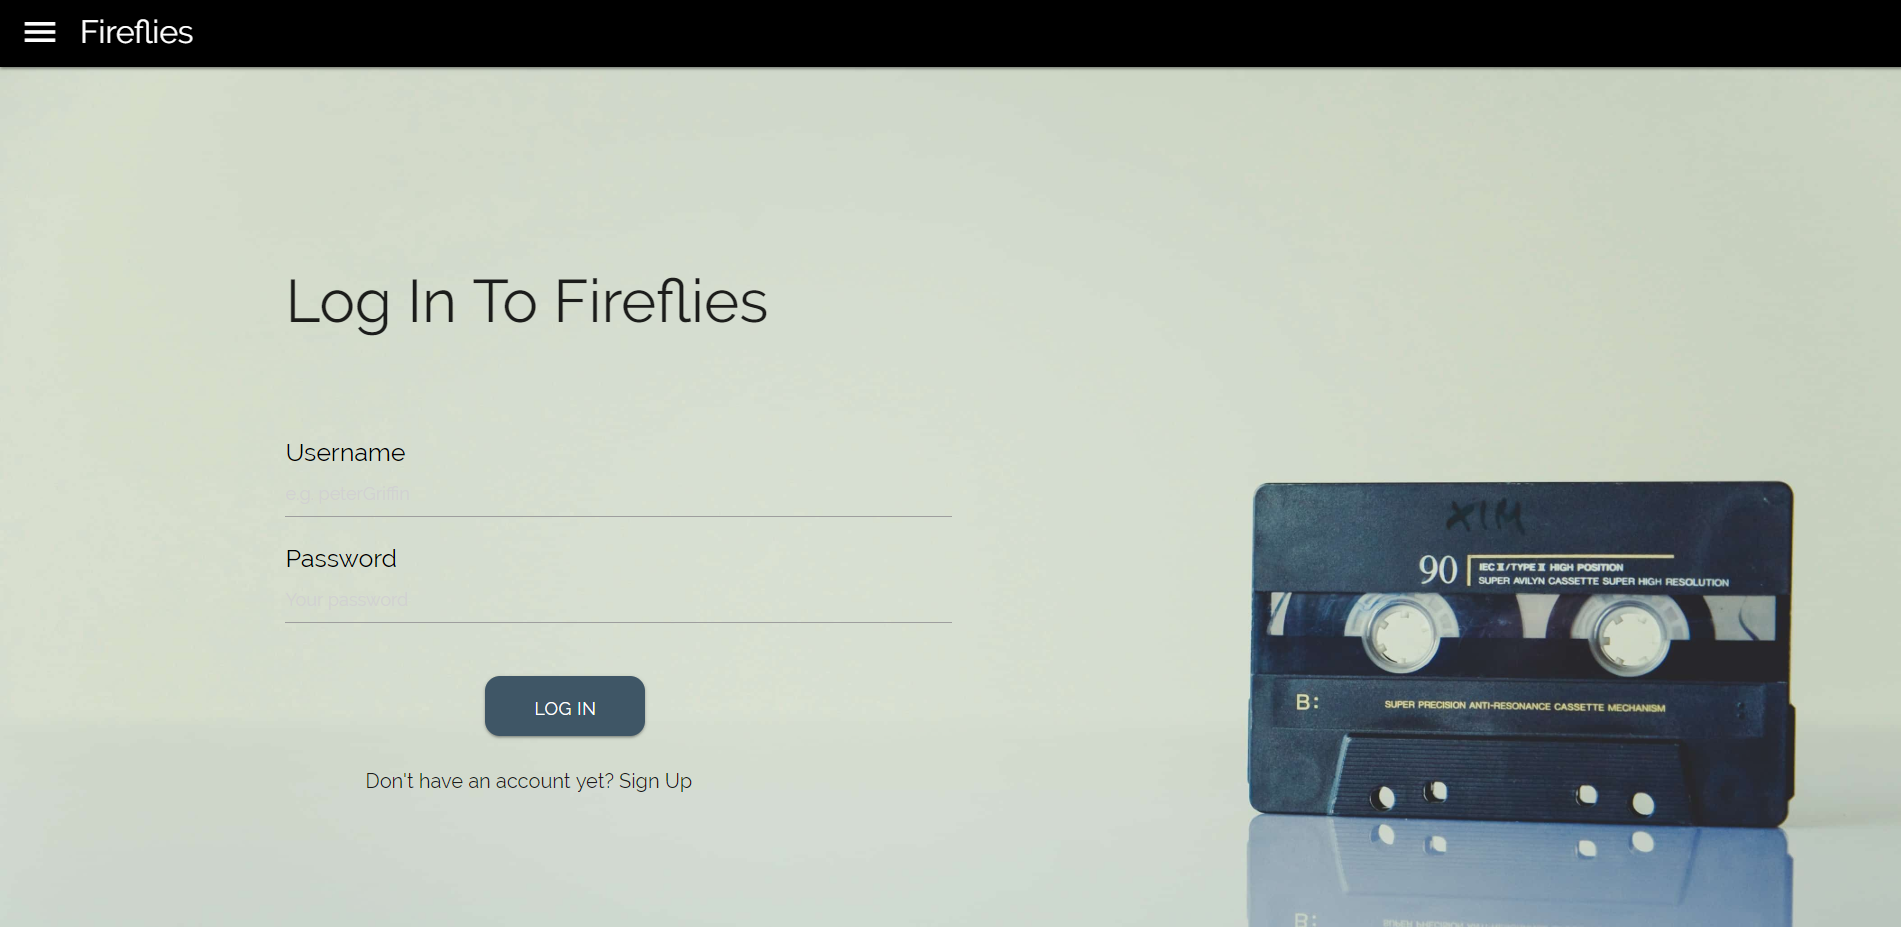 Fireflies
Log In To Fireflies
Username
e.g. peterGriffin
Password
Your password
LOG IN
Don't have an account yet? Sign Up
90
IEC II/TYPE II HIGH POSITION
SUPER AVILYN CASSETTE SUPER HIGH RESOLUTION
B:
SUPER PRECISION ANTI-RESONANCE CASSETTE MECHANISM